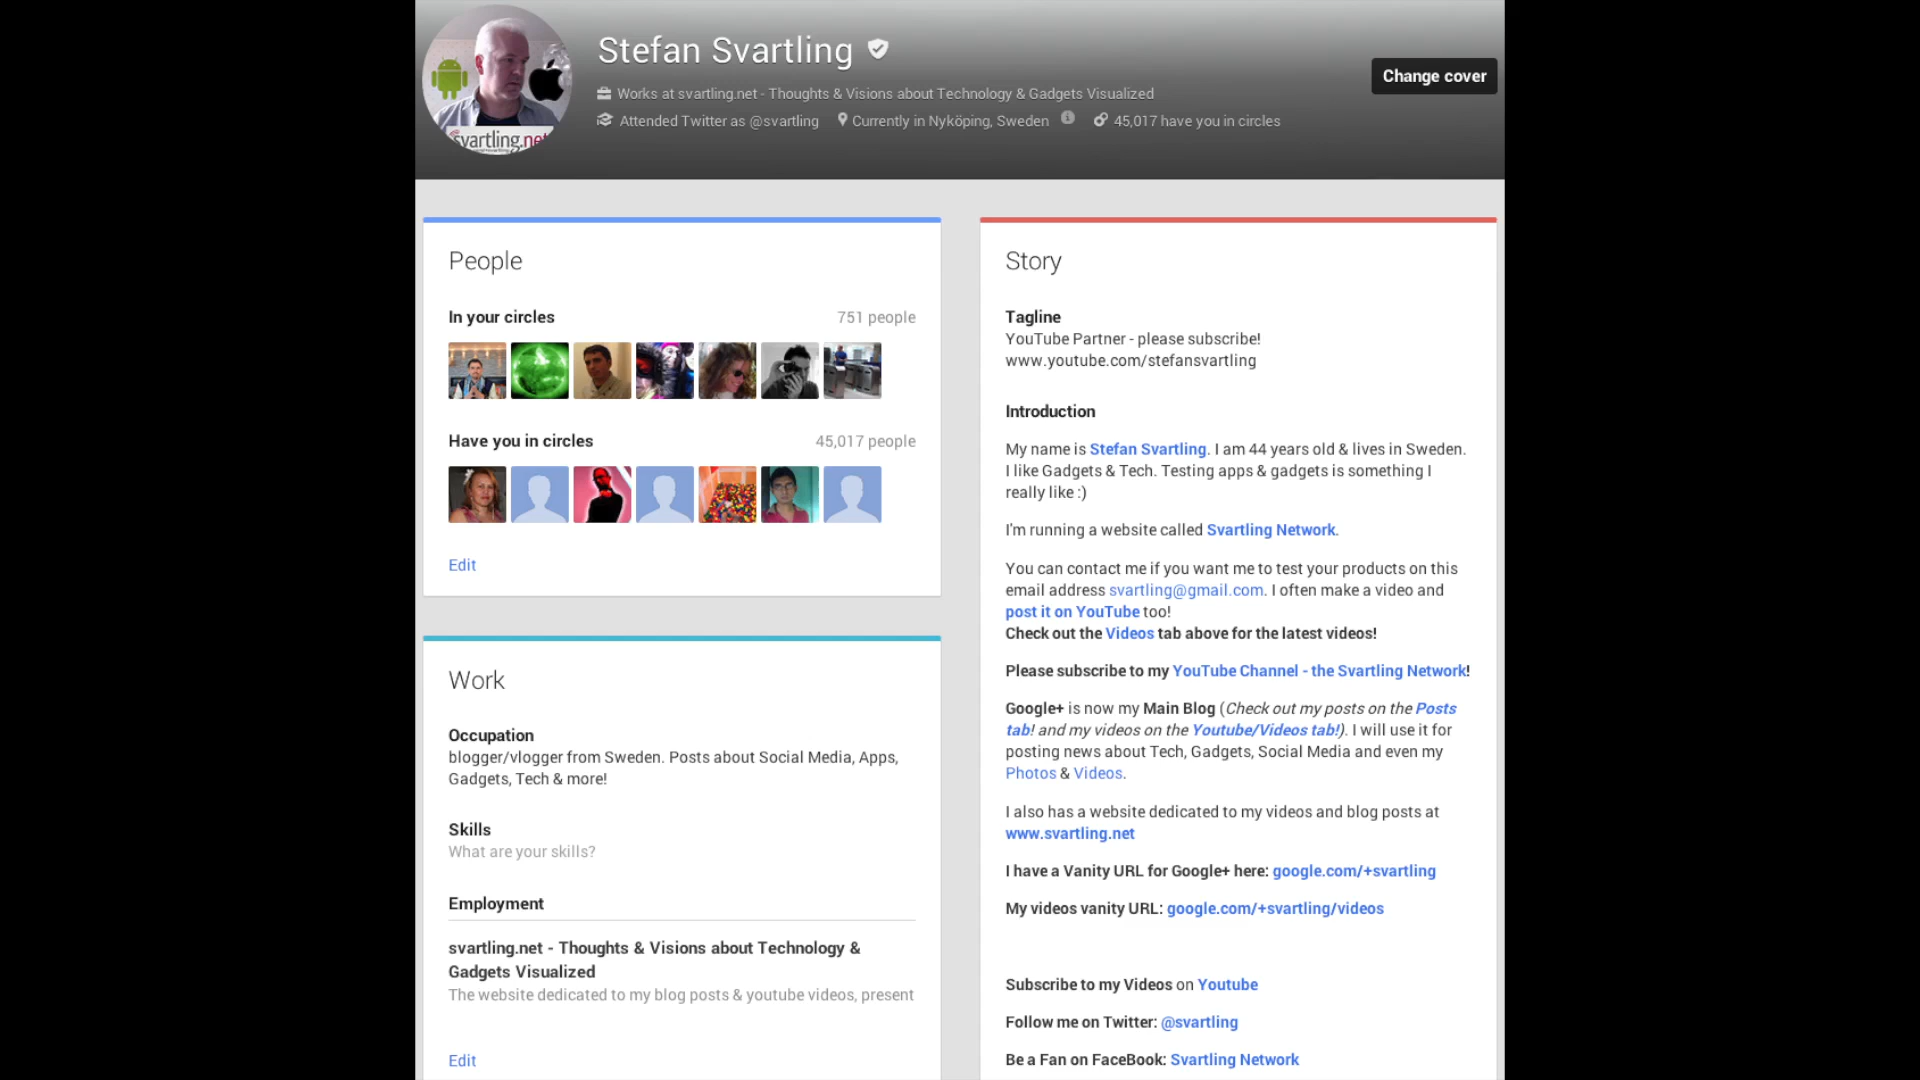 Stefan Svartling
Works at svartling.net - Thoughts & Visions about Technology & Gadgets Visualized
Attended Twitter as @svartling Currently in Nyköping, Sweden 45,017 have you in circles
Change cover
svartling.net
People
In your circles 751 people
Have you in circles 45,017 people
Edit
Work
Occupation
blogger/vlogger from Sweden. Posts about Social Media, Apps,
Gadgets, Tech & more!
Skills
What are your skills?
Employment
svartling.net - Thoughts & Visions about Technology &
Gadgets Visualized
The website dedicated to my blog posts & youtube videos, present
Edit
Story
Tagline
YouTube Partner - please subscribe!
www.youtube.com/stefansvartling
Introduction
My name is Stefan Svartling. I am 44 years old & lives in Sweden.
I like Gadgets & Tech. Testing apps & gadgets is something I
really like :)
I'm running a website called Svartling Network.
You can contact me if you want me to test your products on this
email address svartling@gmail.com. I often make a video and
post it on YouTube too!
Check out the Videos tab above for the latest videos!
Please subscribe to my YouTube Channel - the Svartling Network!
Google+ is now my Main Blog (Check out my posts on the Posts
tab! and my videos on the Youtube/Videos tab!). I will use it for
posting news about Tech, Gadgets, Social Media and even my
Photos & Videos.
I also has a website dedicated to my videos and blog posts at
www.svartling.net
I have a Vanity URL for Google+ here: google.com/+svartling
My videos vanity URL: google.com/+svartling/videos
Subscribe to my Videos on Youtube
Follow me on Twitter: @svartling
Be a Fan on FaceBook: Svartling Network